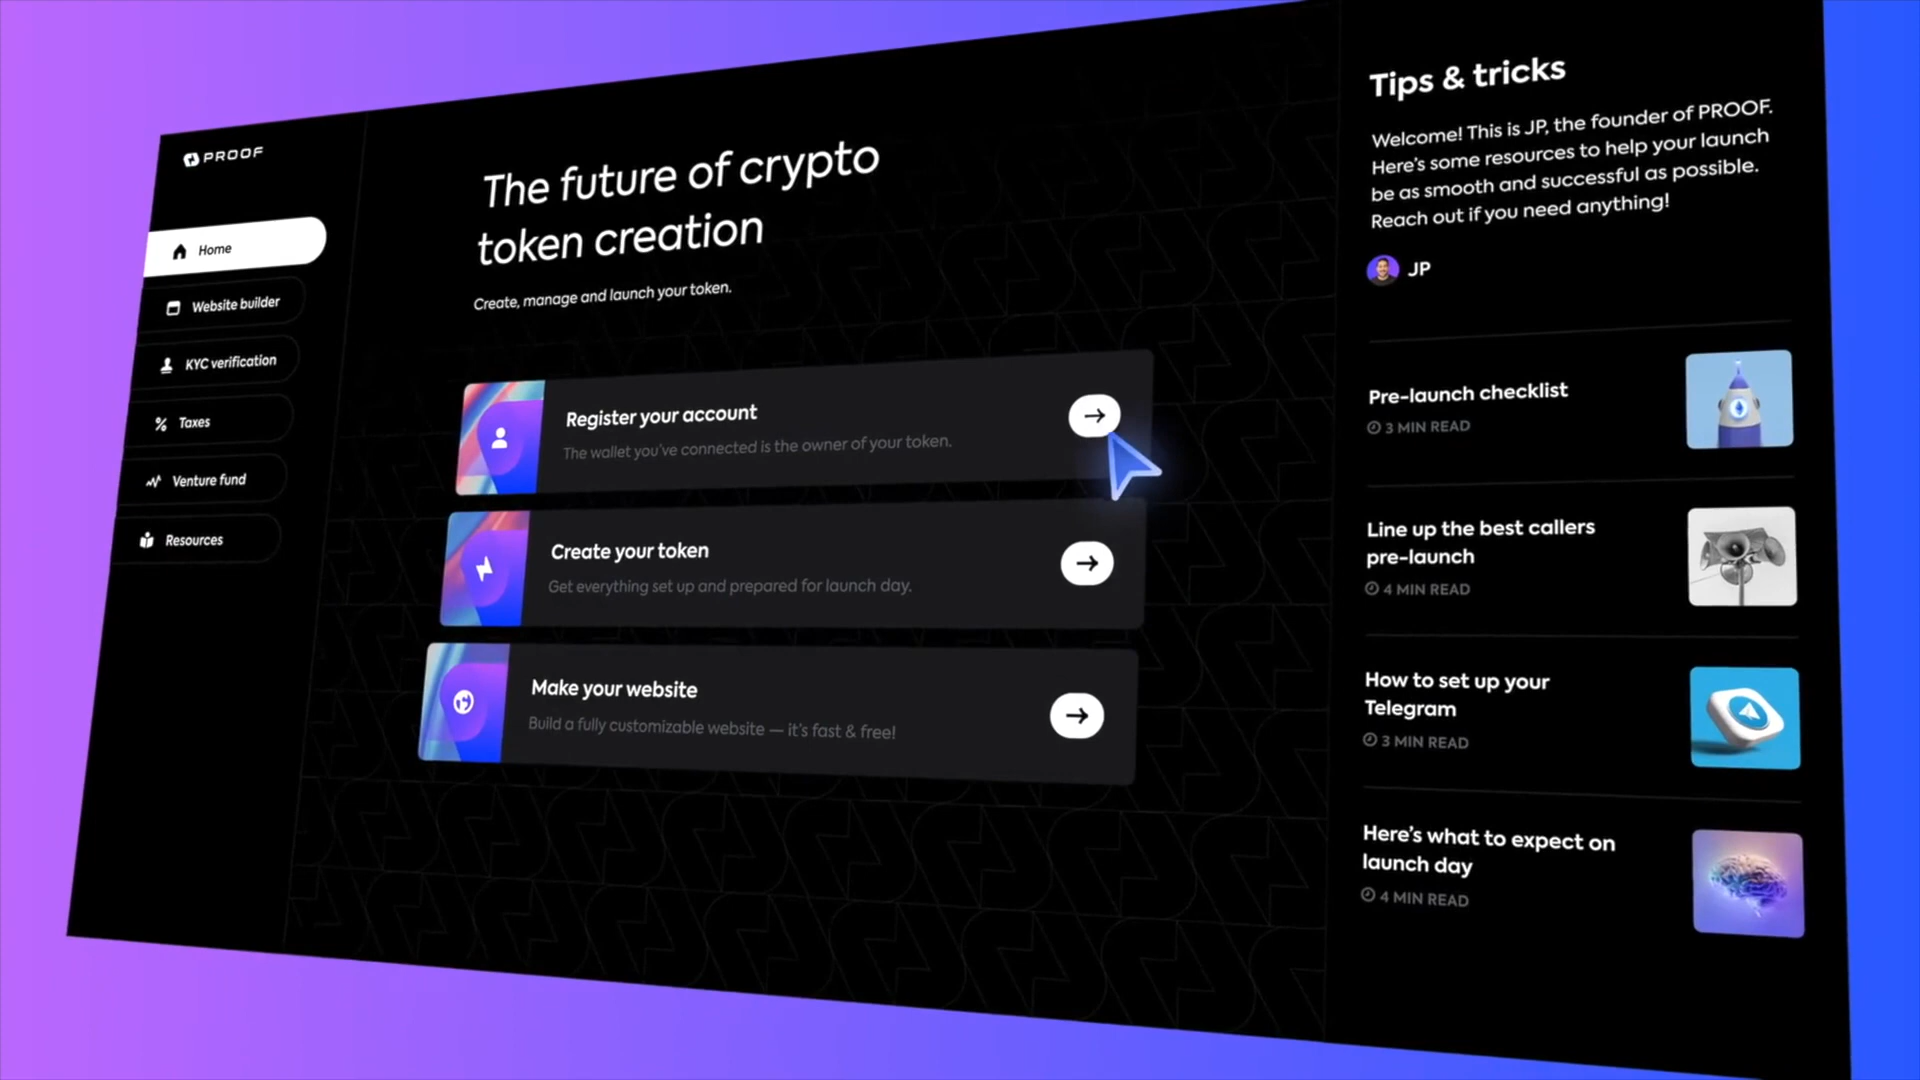 PROOF
Home
Website builder
KYC verification
Taxes
Venture fund
Resources
The future of crypto
token creation
Create, manage and launch your token.
Register your account
The wallet you've connected is the owner of your token.
Create your token
Get everything set up and prepared for launch day.
Make your website
Build a fully customizable website — it's fast & free!
Tips & tricks
Welcome! This is JP, the founder of PROOF.
Here's some resources to help your launch
be as smooth and successful as possible.
Reach out if you need anything!
JP
Pre-launch checklist
3 MIN READ
Line up the best callers
pre-launch
4 MIN READ
How to set up your
Telegram
3 MIN READ
Here's what to expect on
launch day
4 MIN READ